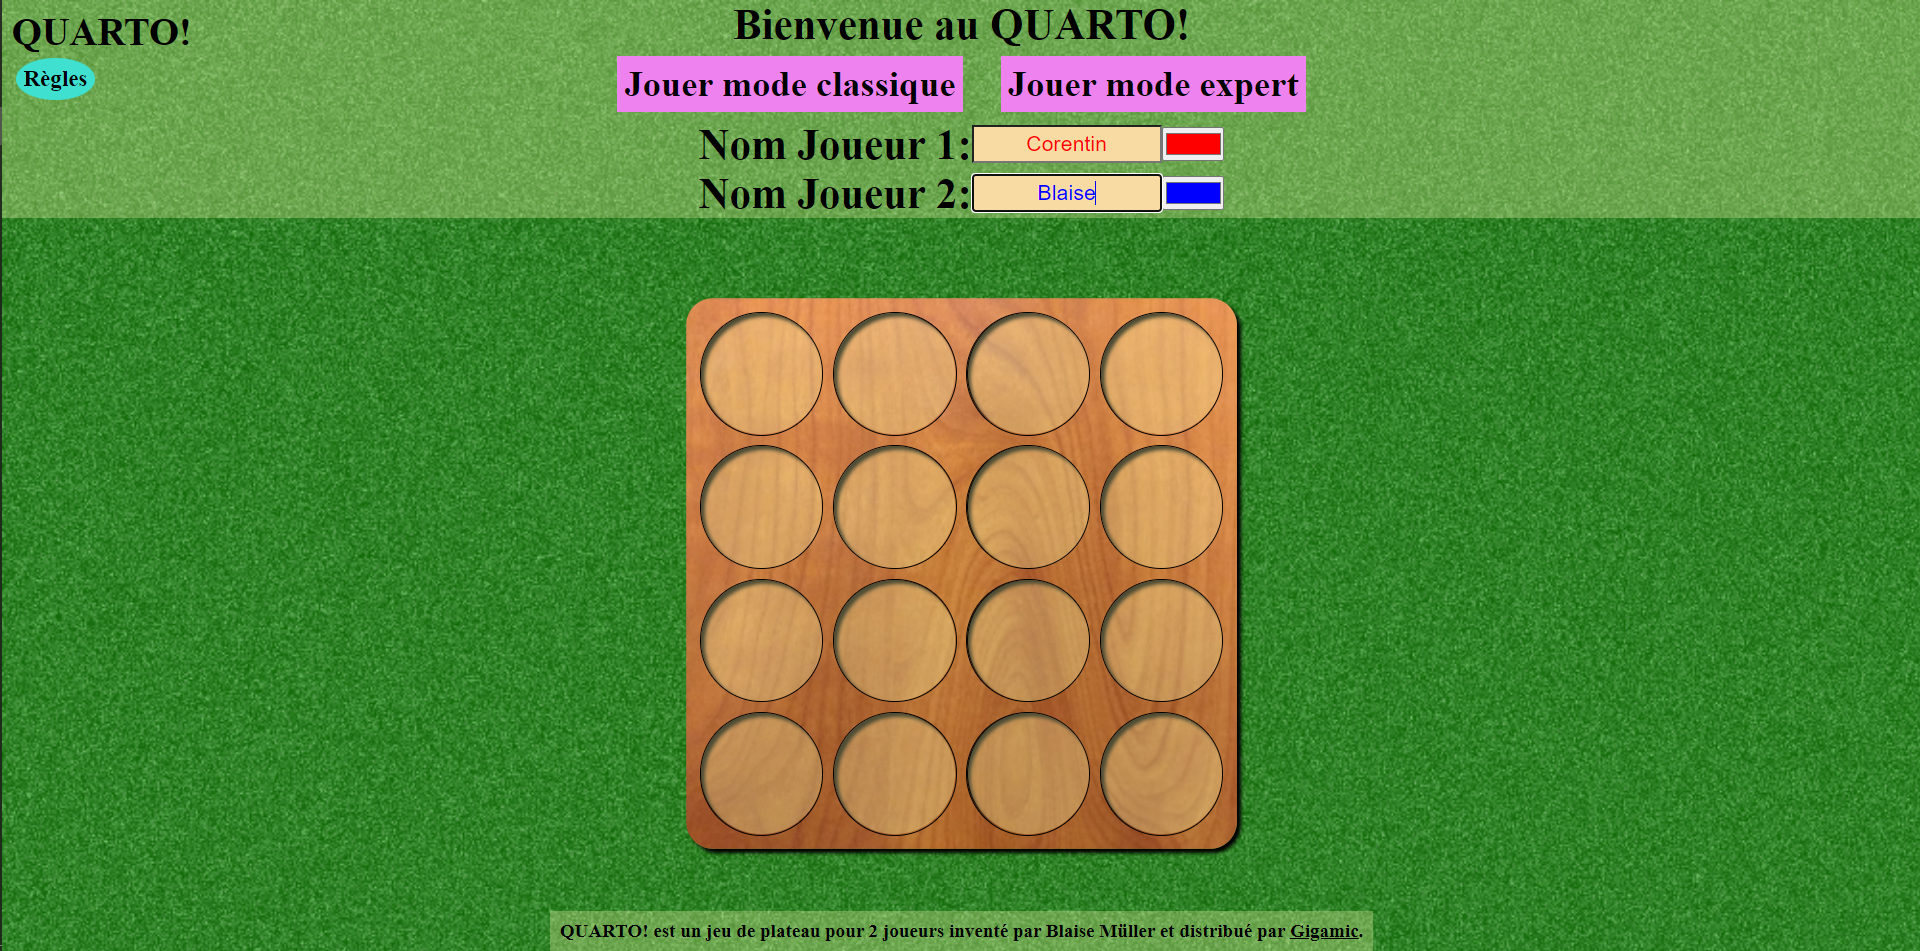 QUARTO!
Règles
Bienvenue au QUARTO!
Jouer mode classique
Jouer mode expert
Nom Joueur 1: Corentin
Nom Joueur 2: Blaise
QUARTO! est un jeu de plateau pour 2 joueurs inventé par Blaise Müller et distribué par Gigamic.